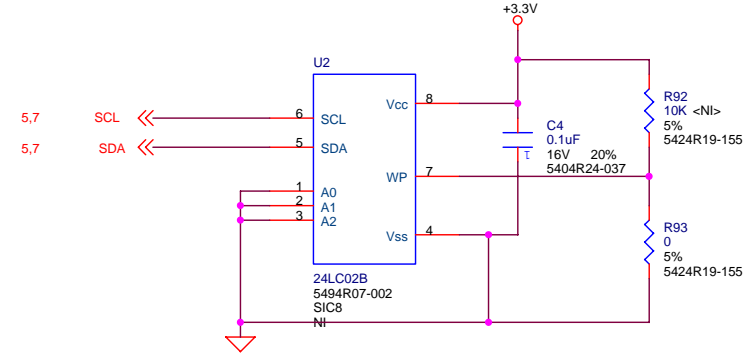 +3.3V
U2
5,7 SCL 6 SCL
5,7 SDA 5 SDA
1 A0
2 A1
3 A2
Vcc 8
WP 7
Vss 4
24LC02B
5494R07-002
SIC8
NI
C4
0.1uF
16V 20%
5404R24-037
R92
10K <NI>
5%
5424R19-155
R93
0
5%
5424R19-155